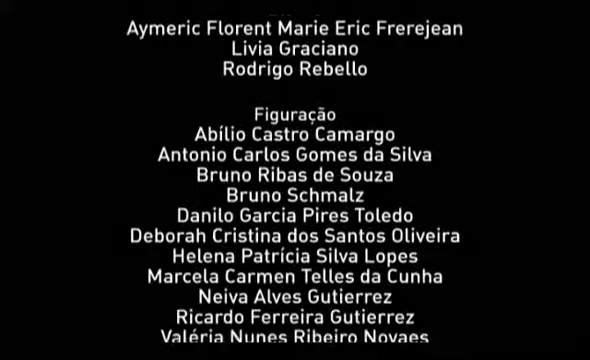 Aymeric Florent Marie Eric Frerejean
Livia Graciano
Rodrigo Rebello
Figuração
Abílio Castro Camargo
Antonio Carlos Gomes da Silva
Bruno Ribas de Souza
Bruno Schmalz
Danilo Garcia Pires Toledo
Deborah Cristina dos Santos Oliveira
Helena Patrícia Silva Lopes
Marcela Carmen Telles da Cunha
Neiva Alves Gutierrez
Ricardo Ferreira Gutierrez
Valéria Nunes Ribeiro Novaes